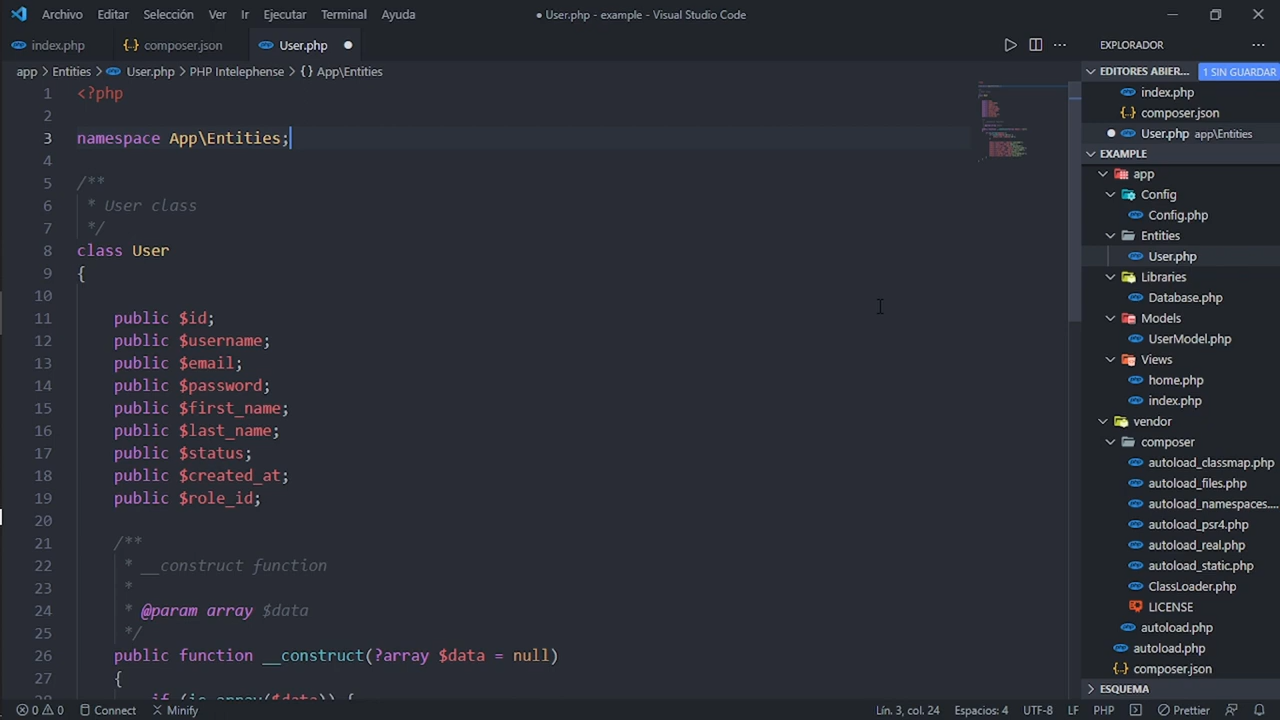 Archivo Editar Selección Ver Ir Ejecutar Terminal Ayuda
● User.php - example - Visual Studio Code
index.php
composer.json
User.php
app > Entities > User.php > PHP Intelephense > {} App\Entities
1 <?php
2
3 namespace App\Entities;
4
5 /**
6 * User class
7 */
8 class User
9 {
10
11 public $id;
12 public $username;
13 public $email;
14 public $password;
15 public $first_name;
16 public $last_name;
17 public $status;
18 public $created_at;
19 public $role_id;
20
21 /**
22 * __construct function
23 *
24 * @param array $data
25 */
26 public function __construct(?array $data = null)
27 {
28 if (is_array($data)) {
EXPLORADOR
EDITORES ABIER... 1 SIN GUARDAR
index.php
composer.json
User.php app\Entities
EXAMPLE
app
Config
Config.php
Entities
User.php
Libraries
Database.php
Models
UserModel.php
Views
home.php
index.php
vendor
composer
autoload_classmap.php
autoload_files.php
autoload_namespaces....
autoload_psr4.php
autoload_real.php
autoload_static.php
ClassLoader.php
LICENSE
autoload.php
autoload.php
composer.json
ESQUEMA
0 0 Connect Minify
Lín. 3, col. 24 Espacios: 4 UTF-8 LF PHP Prettier